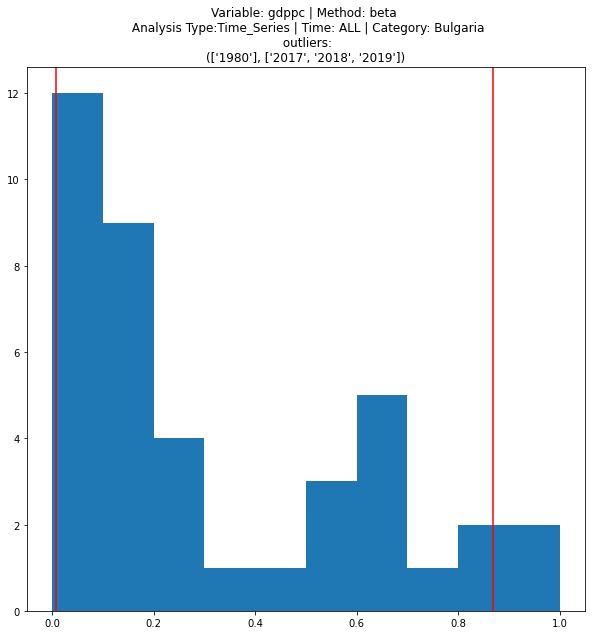 Variable: gdppc | Method: beta
Analysis Type:Time_Series | Time: ALL | Category: Bulgaria
outliers:
(['1980'], ['2017', '2018', '2019'])
12
10
8
6
4
2
0
0.0 0.2 0.4 0.6 0.8 1.0